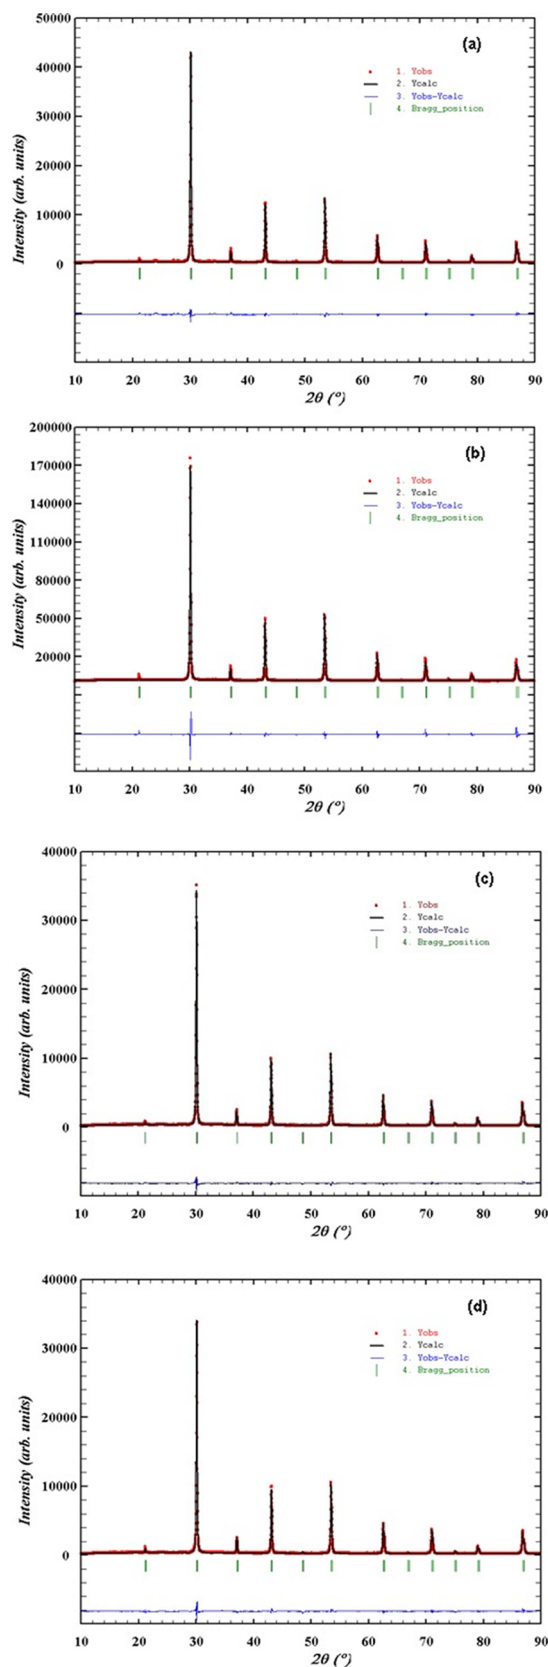 50000
(a)
1. Yobs
2. Ycalc
3. Yobs-Ycalc
4. Bragg_position
40000
30000
20000
10000
0
Intensity (arb. units)
10 20 30 40 50 60 70 80 90
2θ (°)
200000
(b)
1. Yobs
2. Ycalc
3. Yobs-Ycalc
4. Bragg_position
170000
140000
110000
80000
50000
20000
Intensity (arb. units)
10 20 30 40 50 60 70 80 90
2θ (°)
40000
(c)
1. Yobs
2. Ycalc
3. Yobs-Ycalc
4. Bragg_position
30000
20000
10000
0
Intensity (arb. units)
10 20 30 40 50 60 70 80 90
2θ (°)
40000
(d)
1. Yobs
2. Ycalc
3. Yobs-Ycalc
4. Bragg_position
30000
20000
10000
0
Intensity (arb. units)
10 20 30 40 50 60 70 80 90
2θ (°)